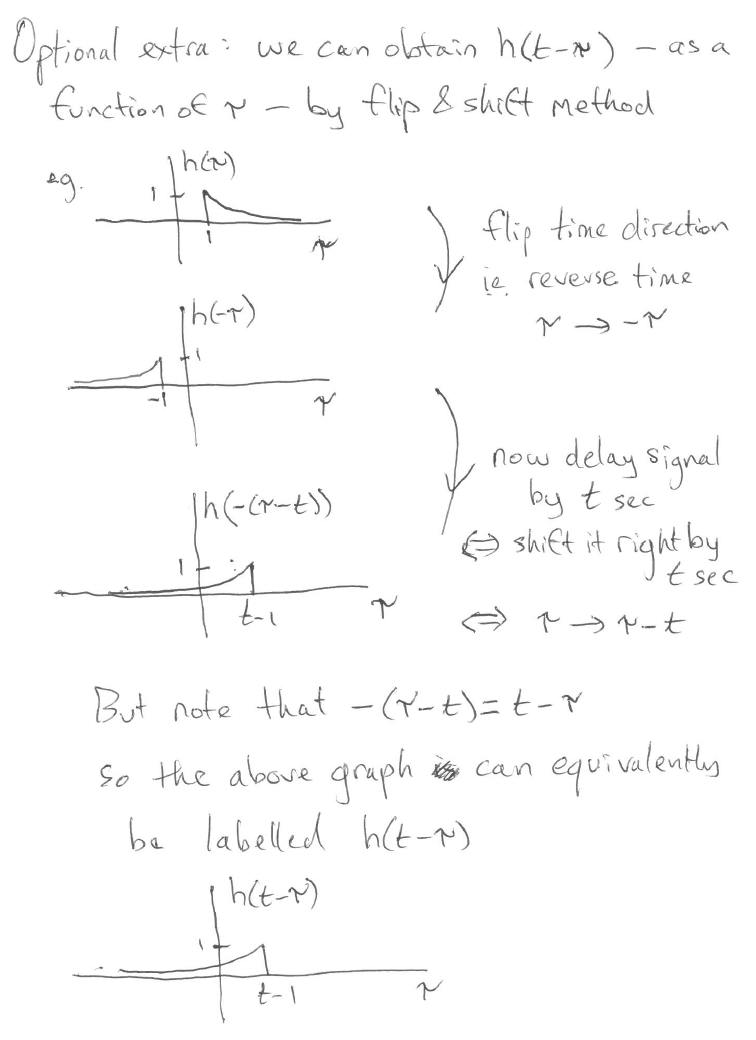 Optional extra: we can obtain h(t-τ) - as a
function of τ - by flip & shift method
eg.
h(τ)
1
1
τ
flip time direction
ie. reverse time
τ → -τ
h(-τ)
1
-1
τ
now delay signal
by t sec
⇔ shift it right by
t sec
⇔ τ → τ-t
h(-(τ-t))
1
t-1
τ
But note that -(τ-t) = t-τ
so the above graph can equivalently
be labelled h(t-τ)
h(t-τ)
1
t-1
τ